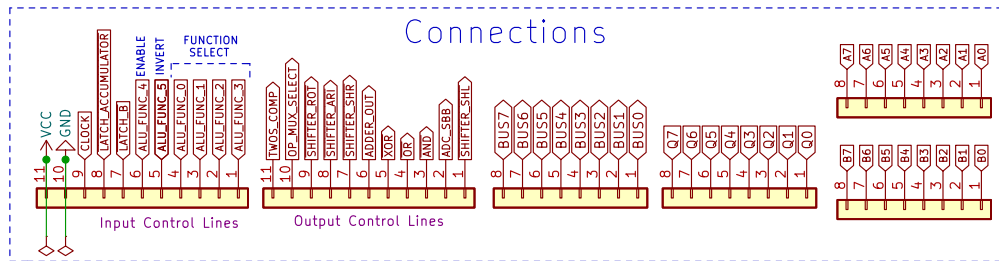 Connections
ENABLE
INVERT
FUNCTION
SELECT
VCC
GND
CLOCK
LATCH_ACCUMULATOR
LATCH_B
ALU_FUNC_4
ALU_FUNC_5
ALU_FUNC_0
ALU_FUNC_1
ALU_FUNC_2
ALU_FUNC_3
11 10 9 8 7 6 5 4 3 2 1
Input Control Lines
TWOS_COMP
OP_MUX_SELECT
SHIFTER_ROT
SHIFTER_ARI
SHIFTER_SHR
ADDER_OUT
XOR
OR
AND
ADC_SBB
SHIFTER_SHL
11 10 9 8 7 6 5 4 3 2 1
Output Control Lines
BUS7 BUS6 BUS5 BUS4 BUS3 BUS2 BUS1 BUS0
8 7 6 5 4 3 2 1
Q7 Q6 Q5 Q4 Q3 Q2 Q1 Q0
8 7 6 5 4 3 2 1
A7 A6 A5 A4 A3 A2 A1 A0
8 7 6 5 4 3 2 1
B7 B6 B5 B4 B3 B2 B1 B0
8 7 6 5 4 3 2 1